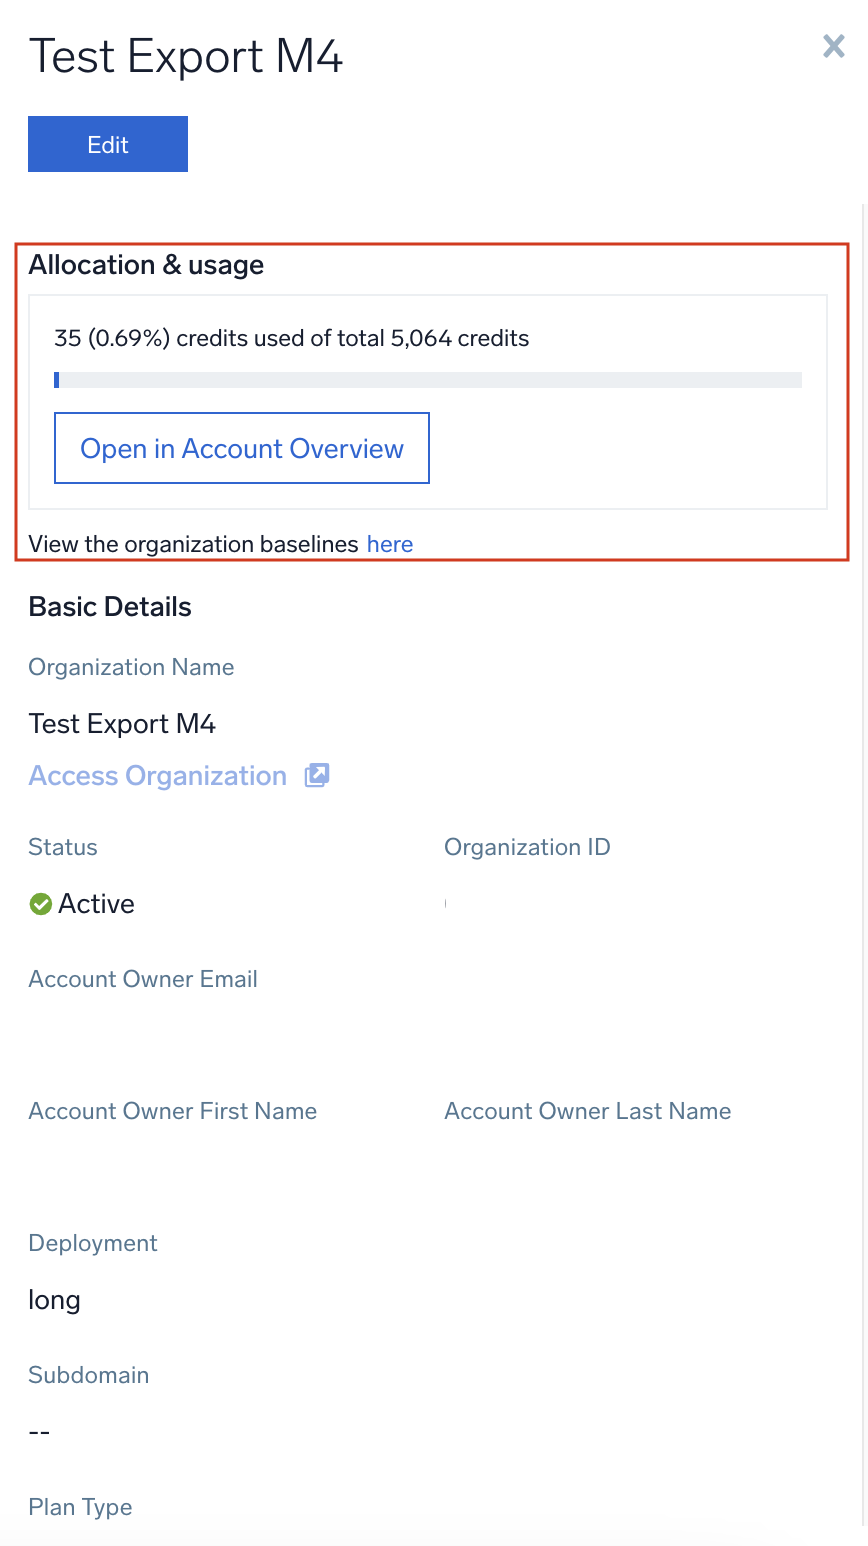 Test Export M4
Edit
Allocation & usage
35 (0.69%) credits used of total 5,064 credits
Open in Account Overview
View the organization baselines here
Basic Details
Organization Name
Test Export M4
Access Organization
Status
Organization ID
Active
Account Owner Email
Account Owner First Name
Account Owner Last Name
Deployment
long
Subdomain
--
Plan Type